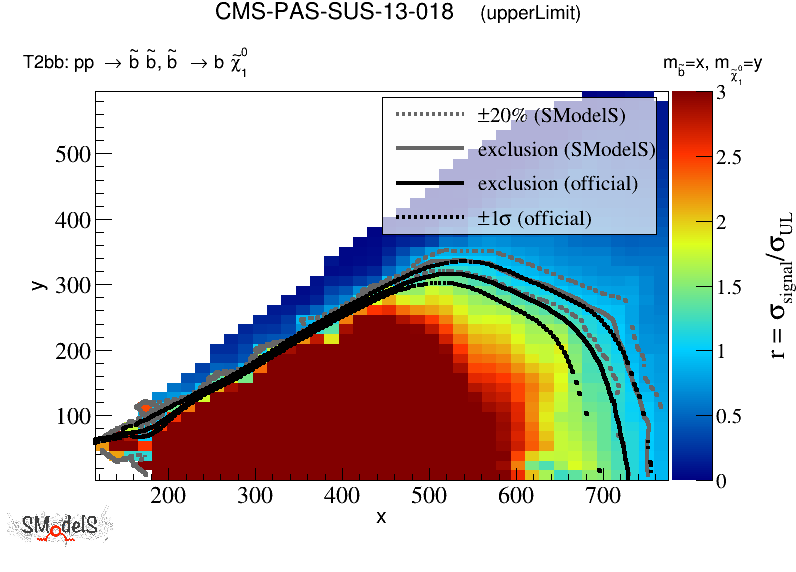 CMS-PAS-SUS-13-018 (upperLimit)
T2bb: pp → b̃ b̃, b̃ → b χ̃₁⁰
m_b̃=x, m_χ̃₁⁰=y
±20% (SModelS)
exclusion (SModelS)
exclusion (official)
±1σ (official)
500
400
300
200
100
y
200 300 400 500 600 700
x
3
2.5
2
1.5
1
0.5
0
r = σ_signal/σ_UL
SModelS